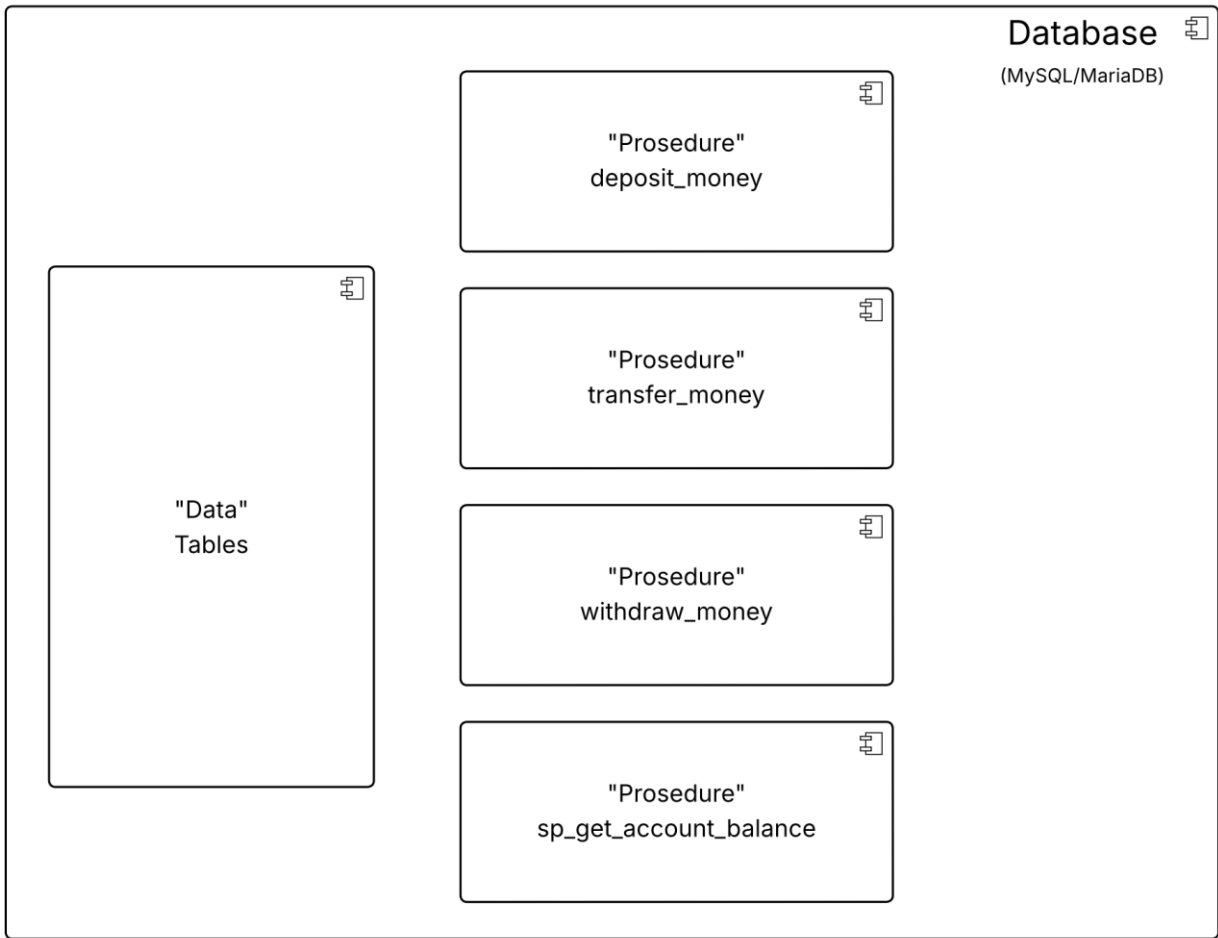 Database
(MySQL/MariaDB)
"Prosedure"
deposit_money
"Prosedure"
transfer_money
"Data"
Tables
"Prosedure"
withdraw_money
"Prosedure"
sp_get_account_balance